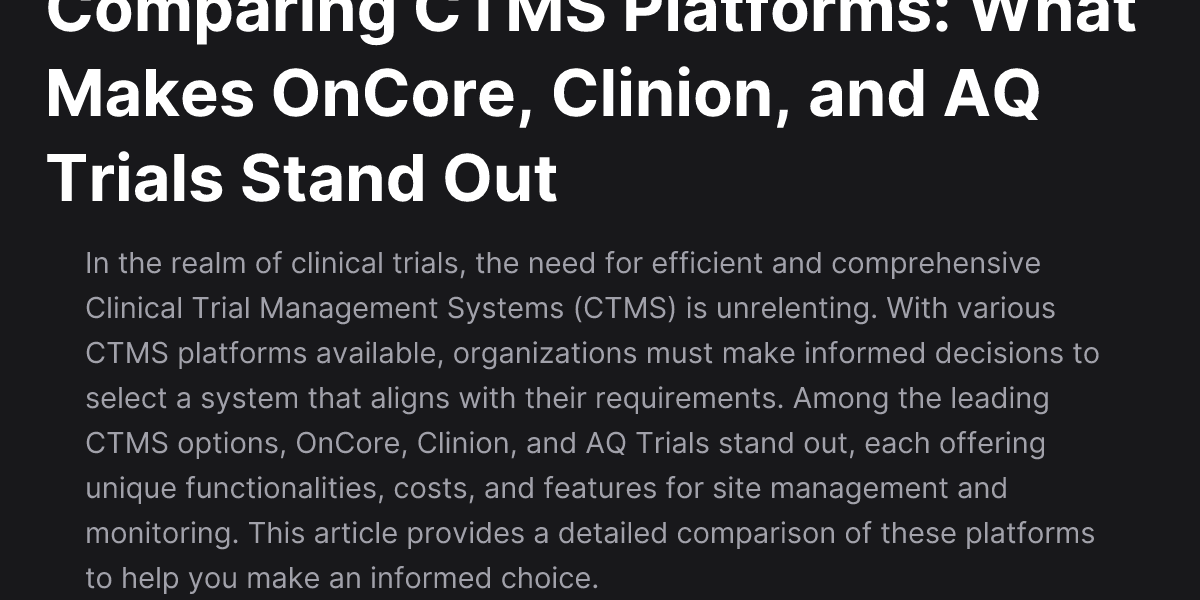 Comparing CTMS Platforms: What
Makes OnCore, Clinion, and AQ
Trials Stand Out
In the realm of clinical trials, the need for efficient and comprehensive
Clinical Trial Management Systems (CTMS) is unrelenting. With various
CTMS platforms available, organizations must make informed decisions to
select a system that aligns with their requirements. Among the leading
CTMS options, OnCore, Clinion, and AQ Trials stand out, each offering
unique functionalities, costs, and features for site management and
monitoring. This article provides a detailed comparison of these platforms
to help you make an informed choice.